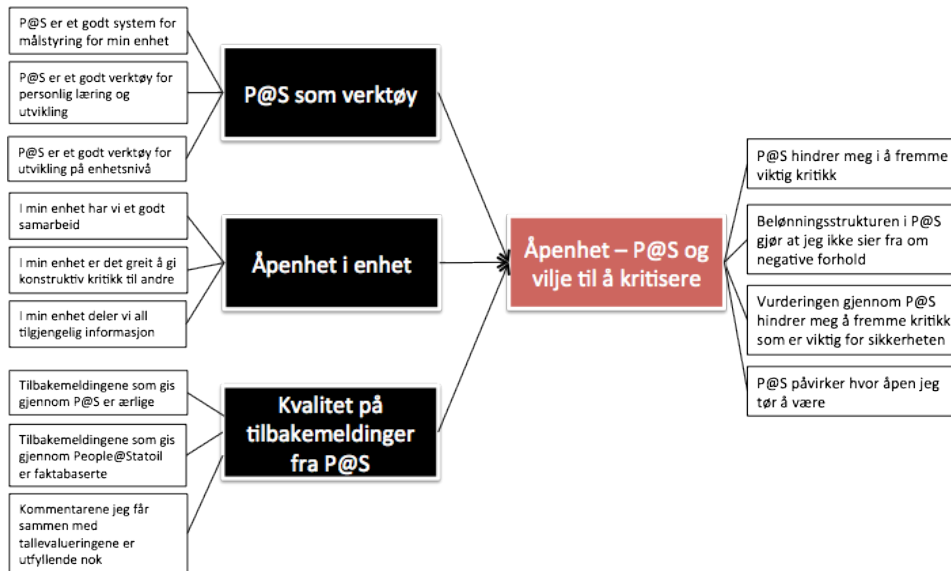 P@S er et godt system for
målstyring for min enhet
P@S er et godt verktøy for
personlig læring og
utvikling
P@S er et godt verktøy for
utvikling på enhetsnivå
P@S som verktøy
I min enhet har vi et godt
samarbeid
I min enhet er det greit å gi
konstruktiv kritikk til andre
I min enhet deler vi all
tilgjengelig informasjon
Åpenhet i enhet
Tilbakemeldingene som gis
gjennom P@S er ærlige
Tilbakemeldingene som gis
gjennom People@Statoil
er faktabaserte
Kommentarene jeg får
sammen med
tallevalueringene er
utfyllende nok
Kvalitet på
tilbakemeldinger
fra P@S
Åpenhet – P@S og
vilje til å kritisere
P@S hindrer meg i å fremme
viktig kritikk
Belønningsstrukturen i P@S
gjør at jeg ikke sier fra om
negative forhold
Vurderingen gjennom P@S
hindrer meg å fremme kritikk
som er viktig for sikkerheten
P@S påvirker hvor åpen jeg
tør å være